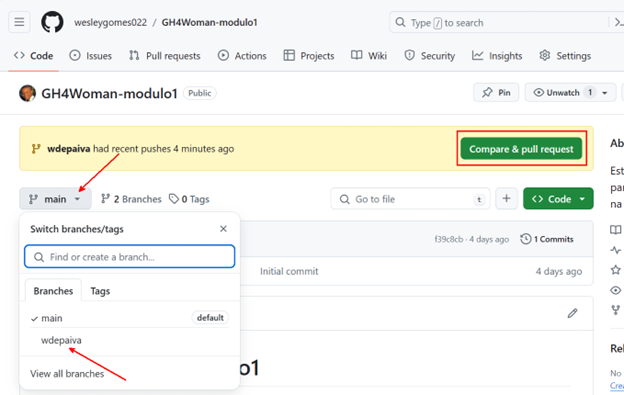 wesleygomes022 / GH4Woman-modulo1
Type / to search
Code Issues Pull requests Actions Projects Wiki Security Insights Settings
GH4Woman-modulo1 Public
Pin Unwatch 1
wdepaiva had recent pushes 4 minutes ago
Compare & pull request
main 2 Branches 0 Tags Go to file t + Code
Switch branches/tags
Find or create a branch...
Branches Tags
main default
wdepaiva
View all branches
f39c8cb · 4 days ago 1 Commits
Initial commit 4 days ago
o1
Ab
Est
par
na
Rel
No
Cre